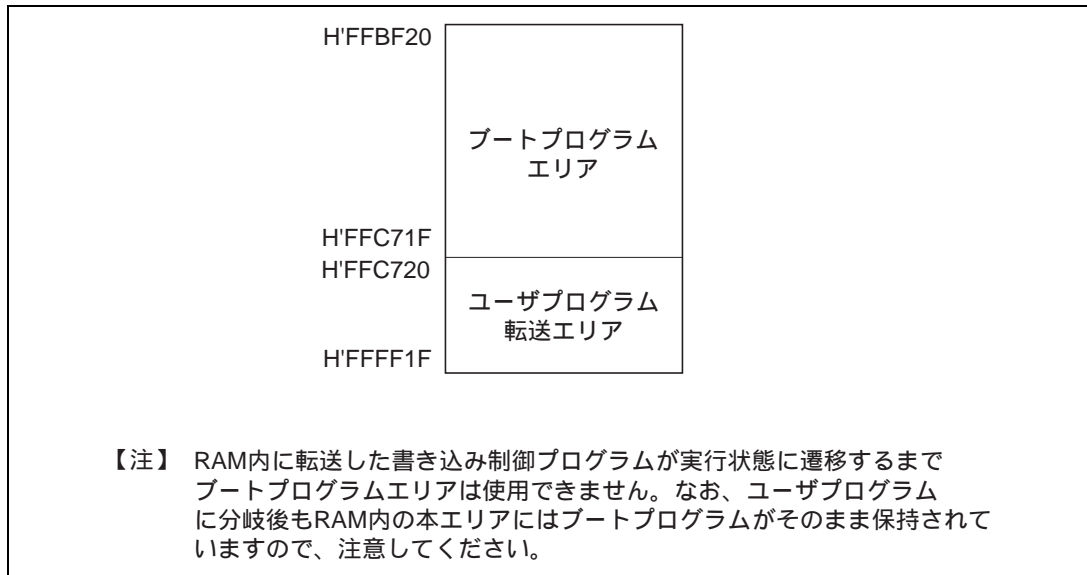 H'FFBF20
ブートプログラム
エリア
H'FFC71F
H'FFC720
ユーザプログラム
転送エリア
H'FFFF1F
【注】 RAM内に転送した書き込み制御プログラムが実行状態に遷移するまで
ブートプログラムエリアは使用できません。なお、ユーザプログラム
に分岐後もRAM内の本エリアにはブートプログラムがそのまま保持されて
いますので、注意してください。